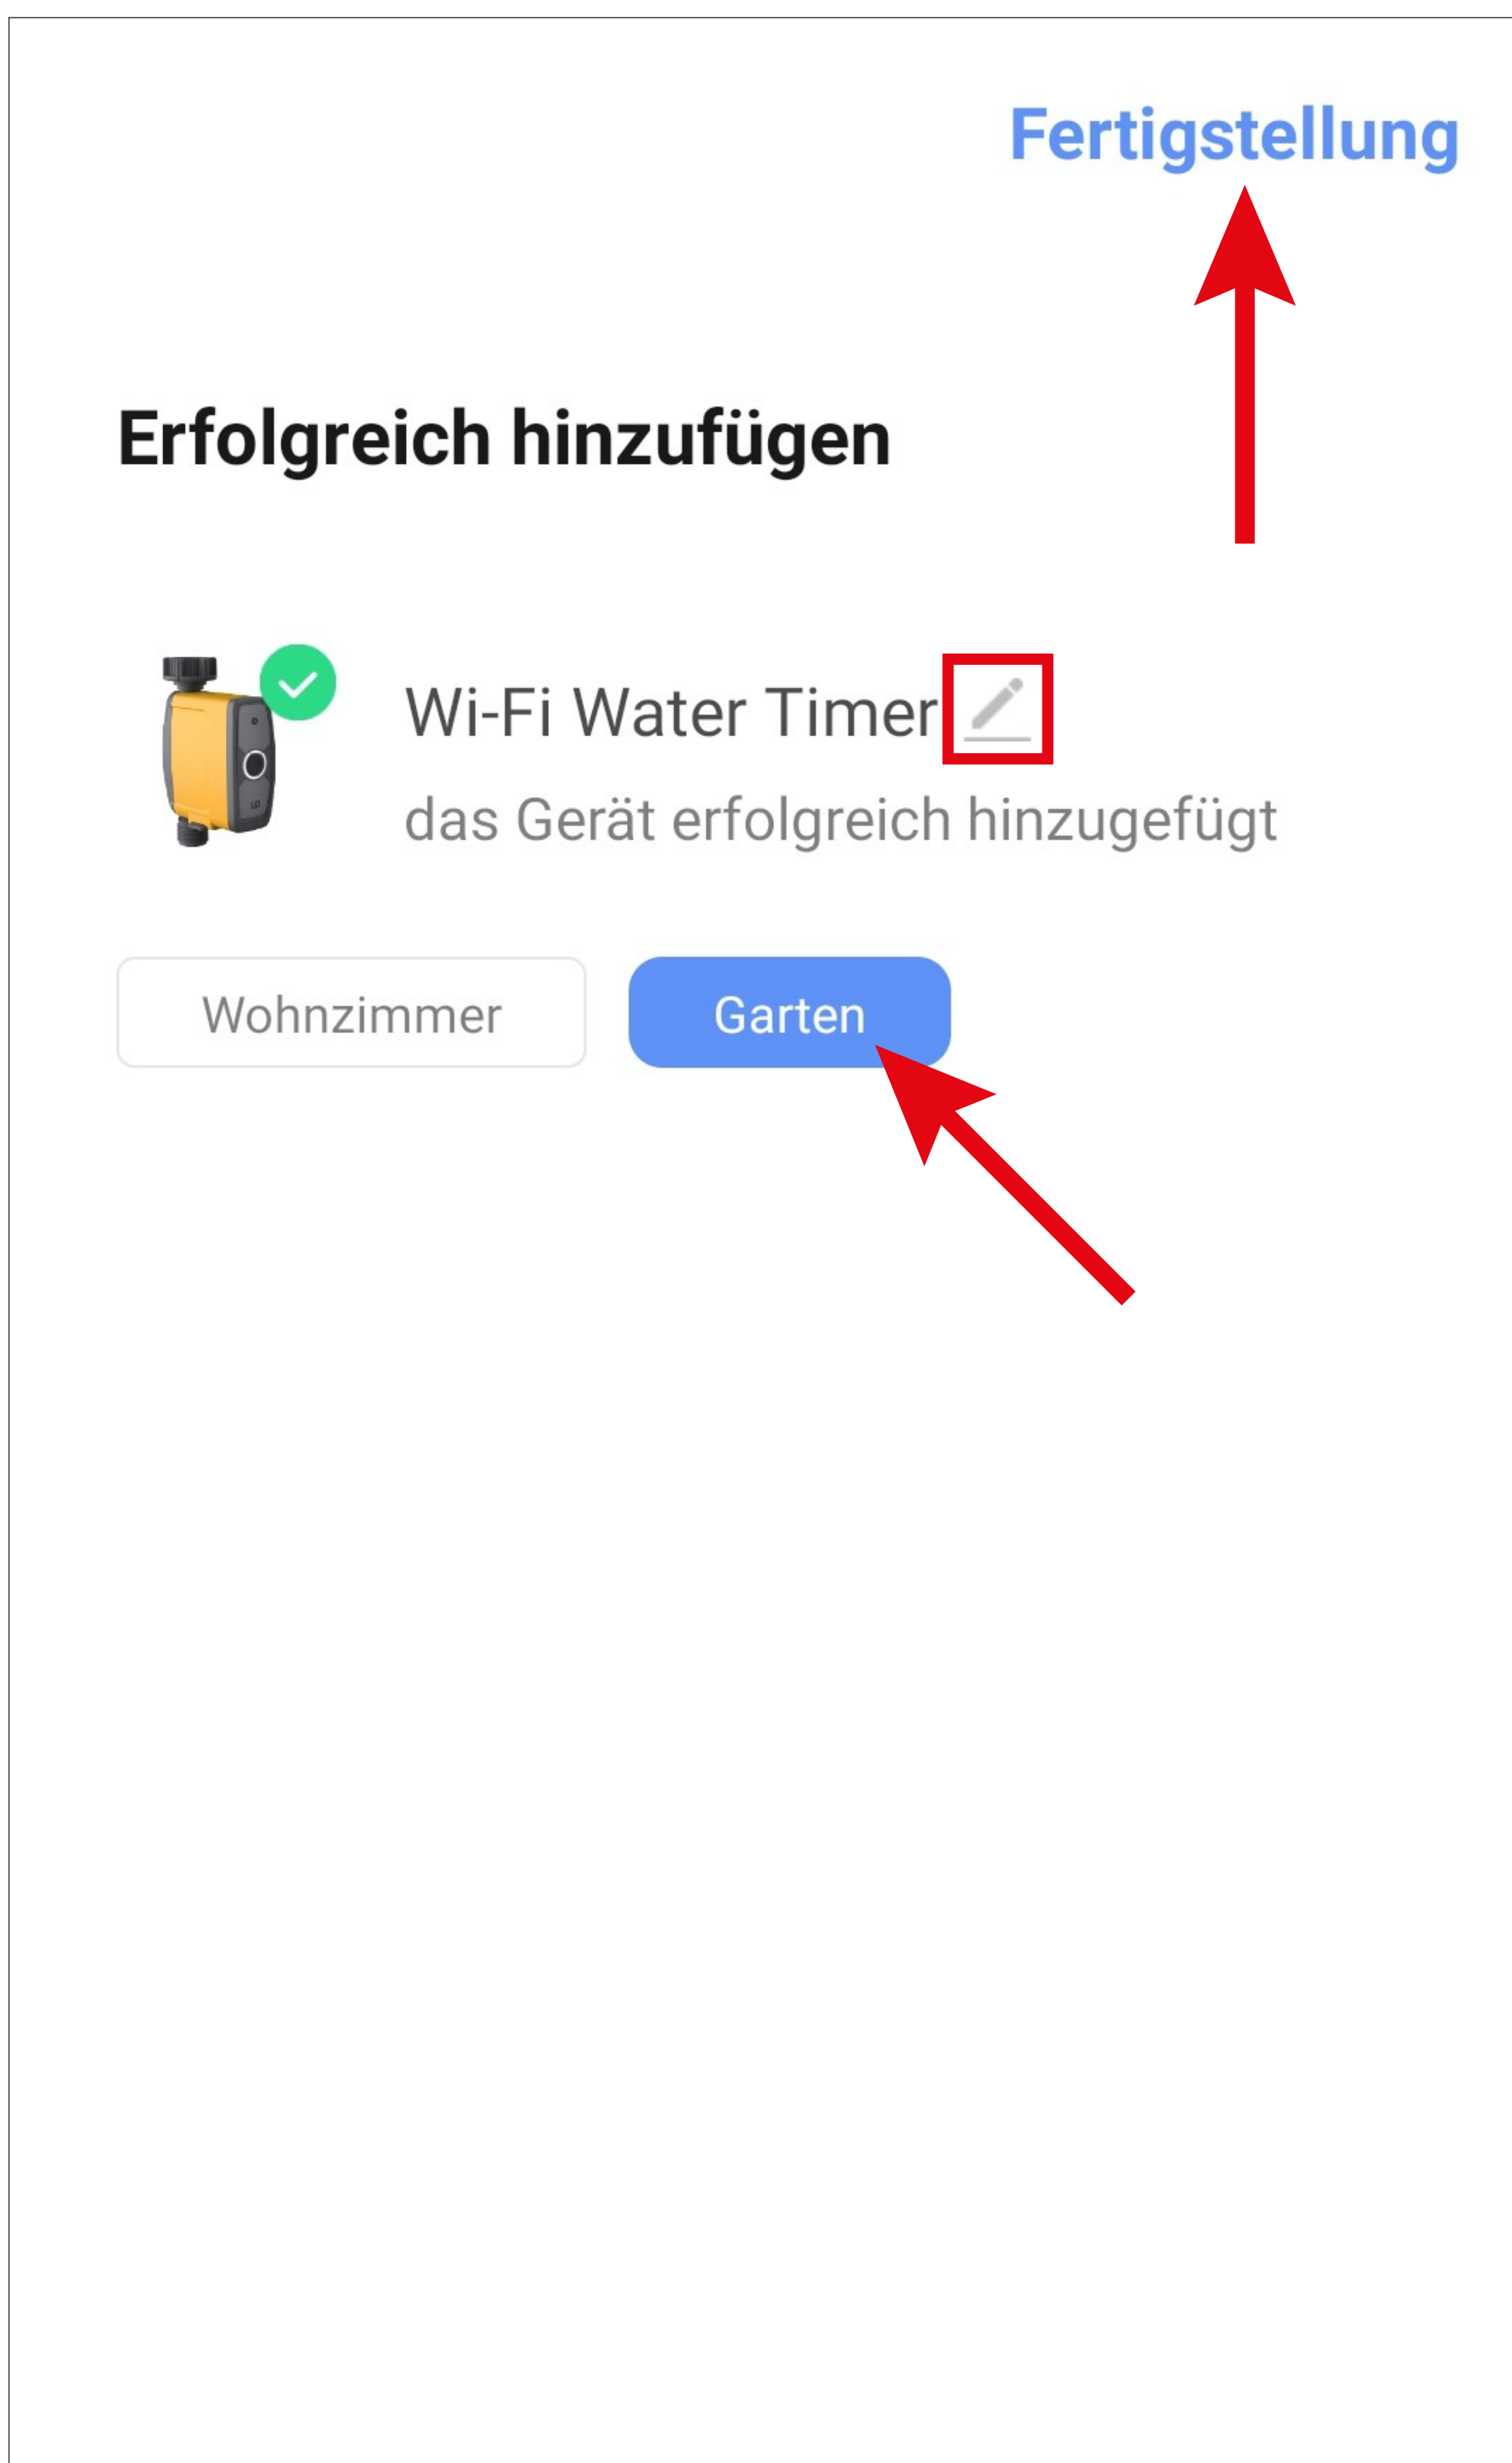 Fertigstellung
Erfolgreich hinzufügen
Wi-Fi Water Timer
das Gerät erfolgreich hinzugefügt
Wohnzimmer
Garten